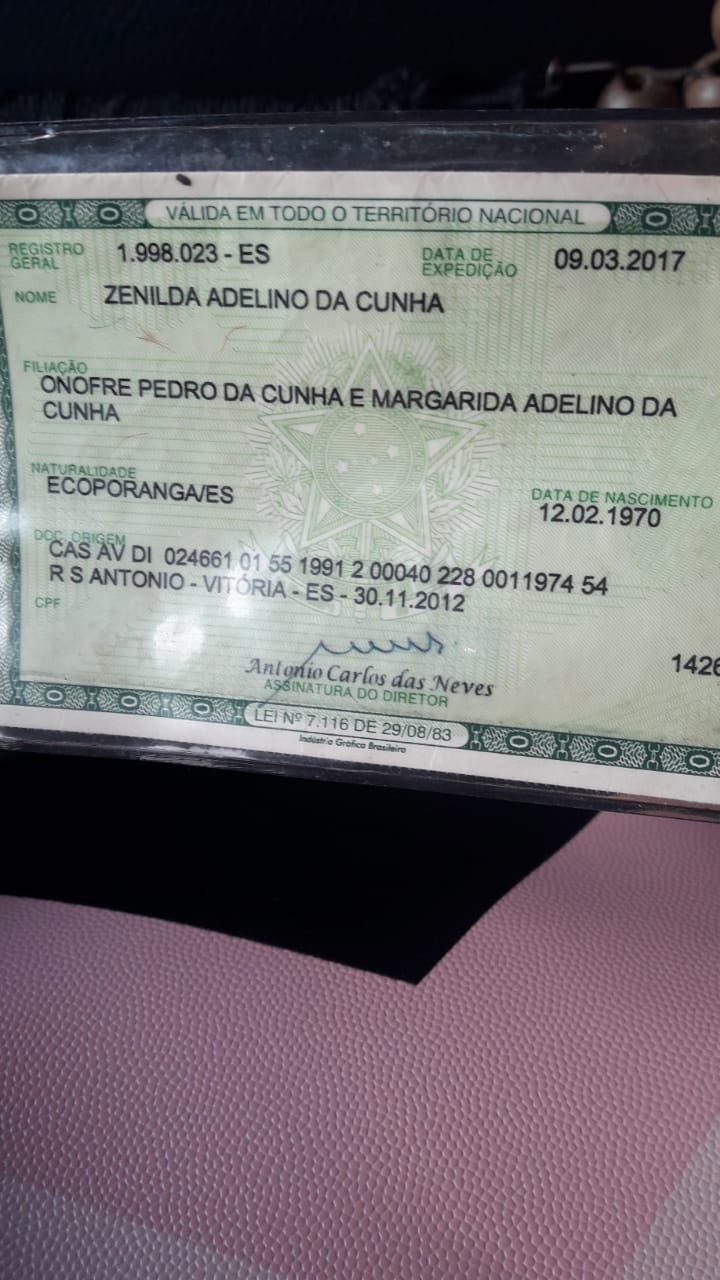 VÁLIDA EM TODO O TERRITÓRIO NACIONAL
REGISTRO GERAL 1.998.023 - ES DATA DE EXPEDIÇÃO 09.03.2017
NOME ZENILDA ADELINO DA CUNHA
FILIAÇÃO
ONOFRE PEDRO DA CUNHA E MARGARIDA ADELINO DA
CUNHA
NATURALIDADE DATA DE NASCIMENTO
ECOPORANGA/ES 12.02.1970
DOC. ORIGEM
CAS AV DI 024661 01 55 1991 2 00040 228 0011974 54
R S ANTONIO - VITÓRIA - ES - 30.11.2012
CPF
1426
Antonio Carlos das Neves
ASSINATURA DO DIRETOR
LEI Nº 7.116 DE 29/08/83
Indústria Gráfica Brasileira